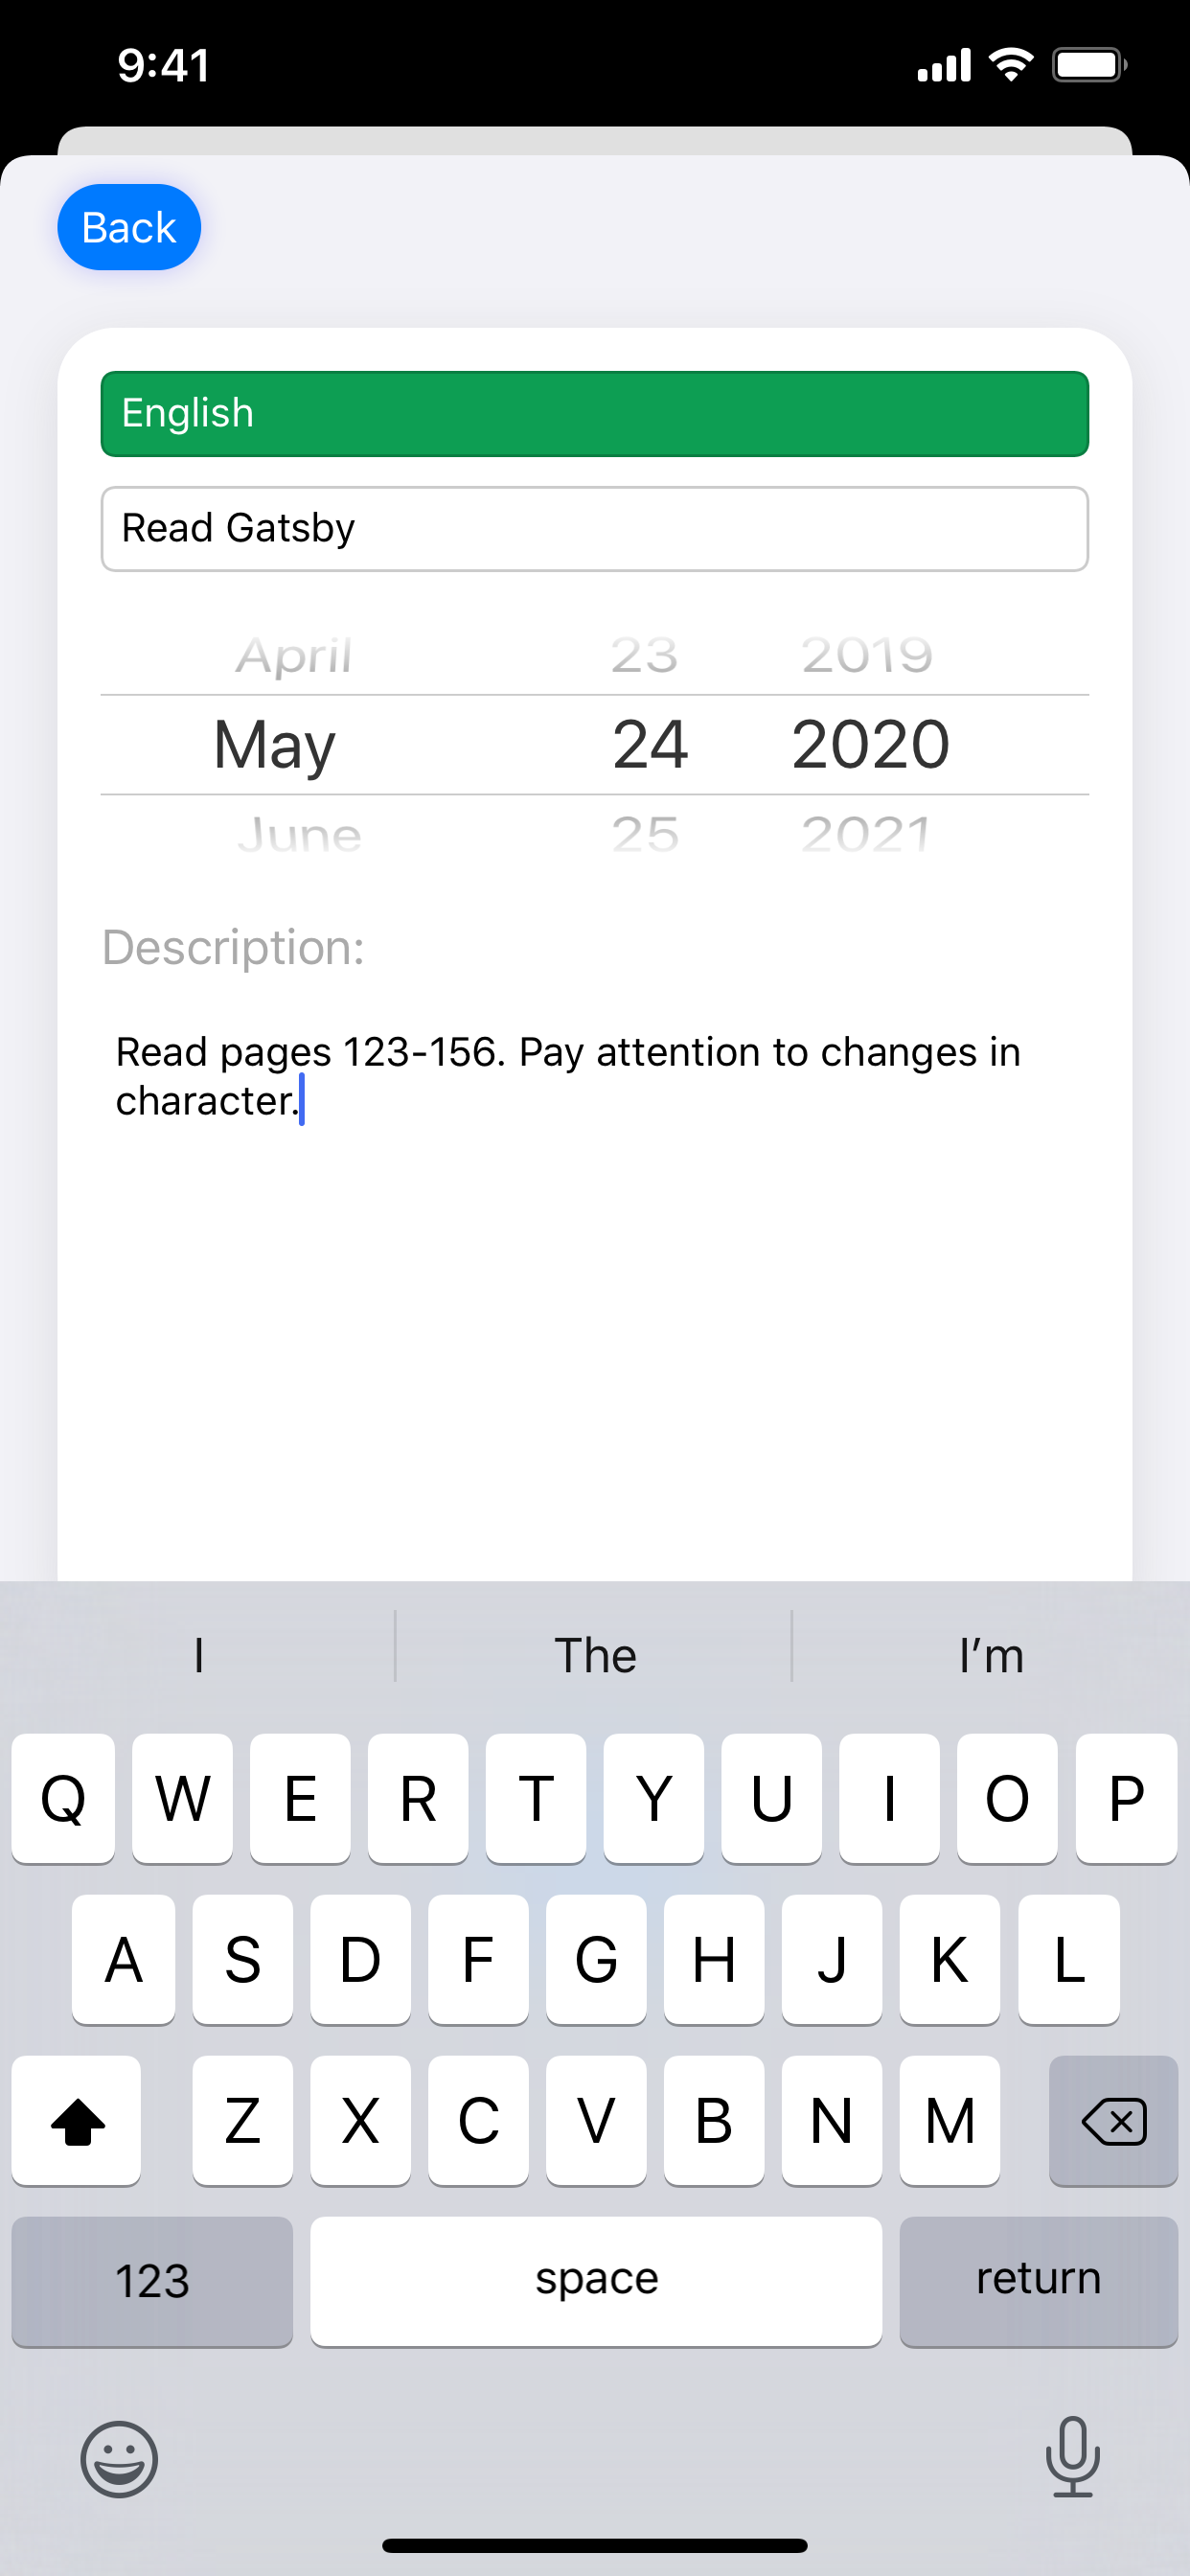 9:41
Back
English
Read Gatsby
April 23 2019
May 24 2020
June 25 2021
Description:
Read pages 123-156. Pay attention to changes in
character.
I The I’m
Q W E R T Y U I O P
A S D F G H J K L
Z X C V B N M
123 space return